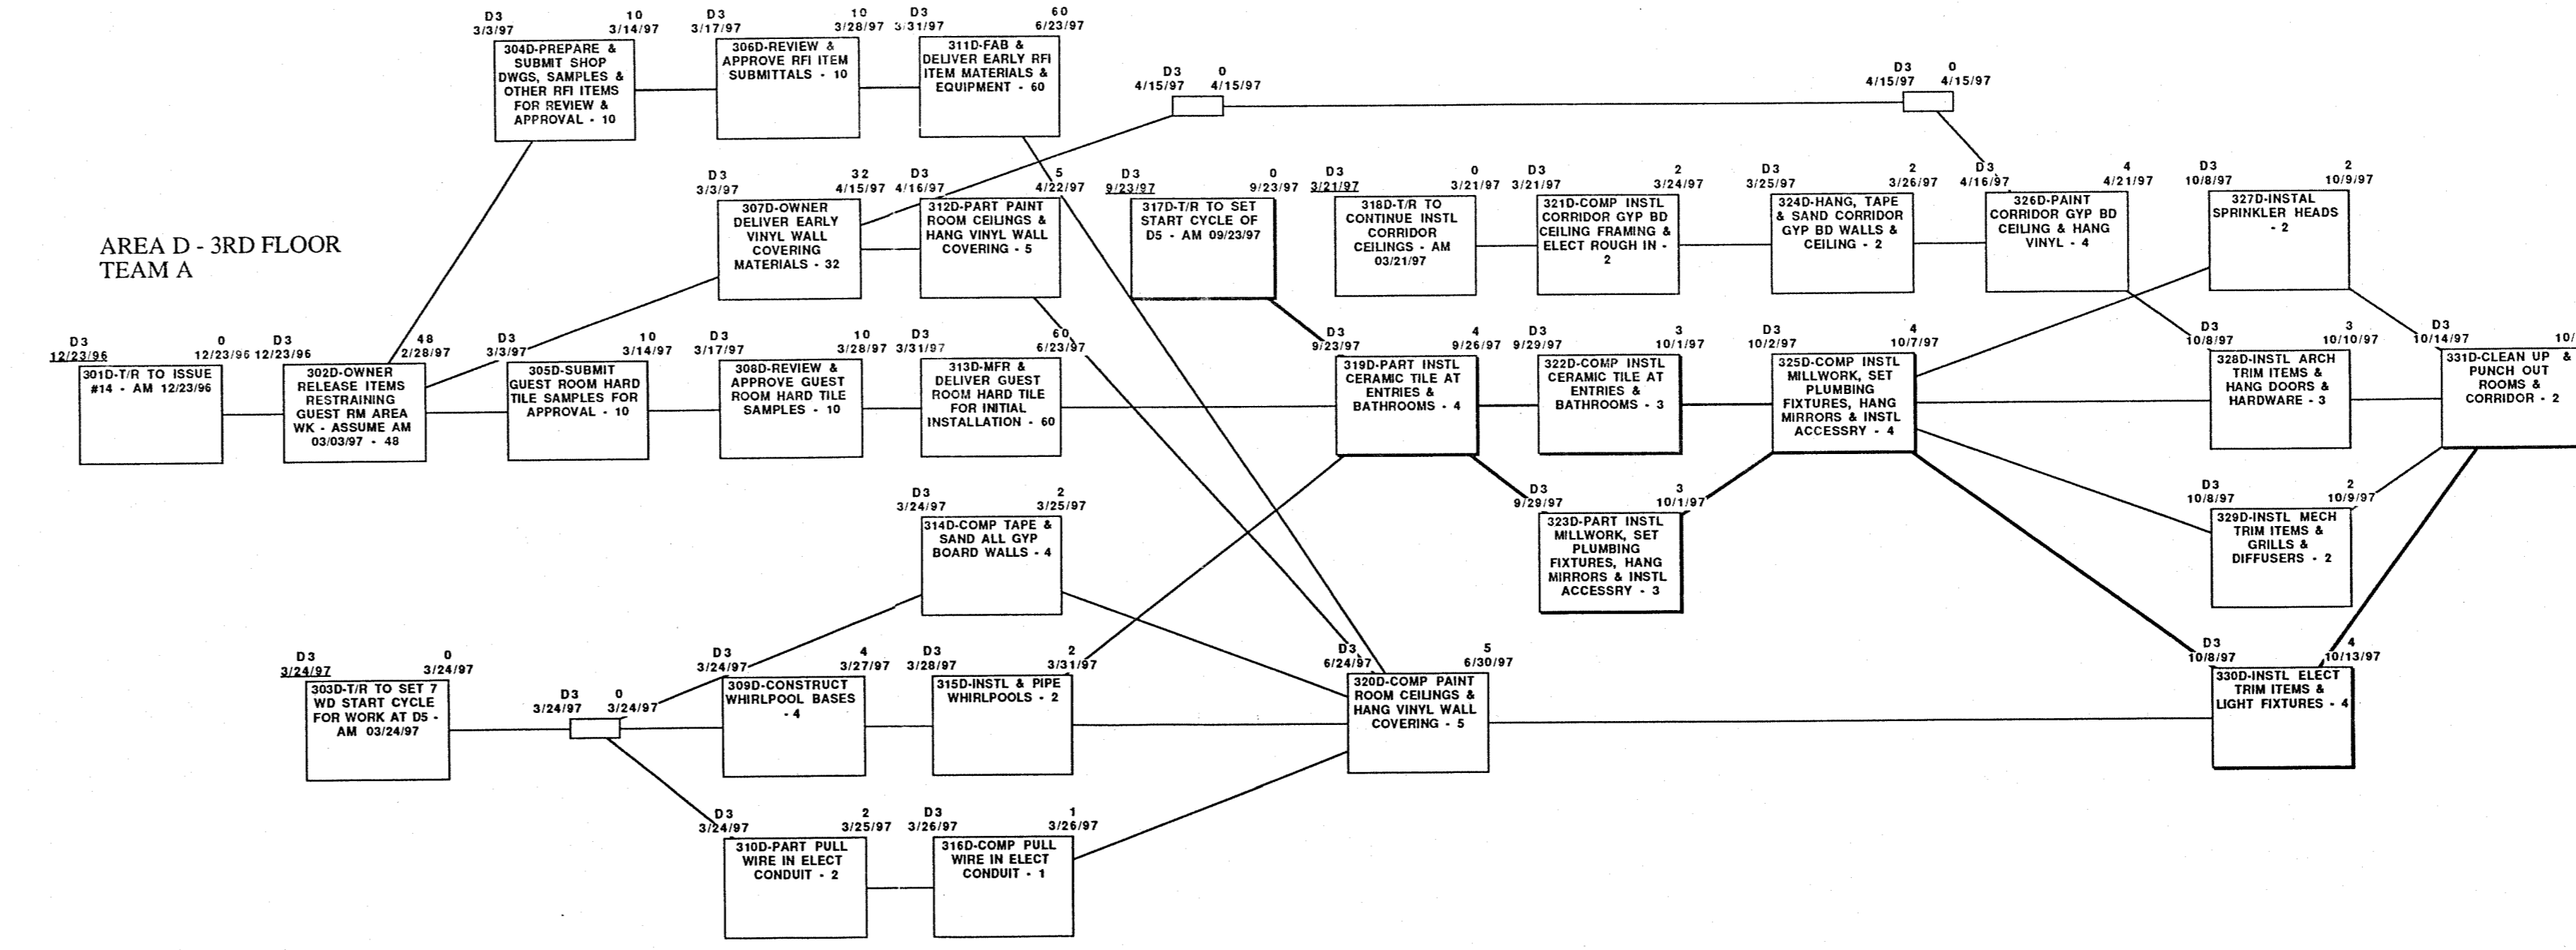 D3 10
3/3/97 3/14/97
304D-PREPARE &
SUBMIT SHOP
DWGS, SAMPLES &
OTHER RFI ITEMS
FOR REVIEW &
APPROVAL - 10
D3 10
3/17/97 3/28/97
306D-REVIEW &
APPROVE RFI ITEM
SUBMITTALS - 10
D3 60
3/31/97 6/23/97
311D-FAB &
DELIVER EARLY RFI
ITEM MATERIALS &
EQUIPMENT - 60
D3 0
4/15/97 4/15/97
D3 0
4/15/97 4/15/97
AREA D - 3RD FLOOR
TEAM A
D3 32
3/3/97 4/15/97
307D-OWNER
DELIVER EARLY
VINYL WALL
COVERING
MATERIALS - 32
D3 5
4/16/97 4/22/97
312D-PART PAINT
ROOM CEILINGS &
HANG VINYL WALL
COVERING - 5
D3 0
9/23/97 9/23/97
317D-T/R TO SET
START CYCLE OF
D5 - AM 09/23/97
D3 0
3/21/97 3/21/97
318D-T/R TO
CONTINUE INSTL
CORRIDOR
CEILINGS - AM
03/21/97
D3 2
3/21/97 3/24/97
321D-COMP INSTL
CORRIDOR GYP BD
CEILING FRAMING &
ELECT ROUGH IN -
2
D3 2
3/25/97 3/26/97
324D-HANG, TAPE
& SAND CORRIDOR
GYP BD WALLS &
CEILING - 2
D3 4
4/16/97 4/21/97
326D-PAINT
CORRIDOR GYP BD
CEILING & HANG
VINYL - 4
D3 2
10/8/97 10/9/97
327D-INSTAL
SPRINKLER HEADS
- 2
D3 0
12/23/96 12/23/96
301D-T/R TO ISSUE
#14 - AM 12/23/96
D3 48
12/23/96 2/28/97
302D-OWNER
RELEASE ITEMS
RESTRAINING
GUEST RM AREA
WK - ASSUME AM
03/03/97 - 48
D3 10
3/3/97 3/14/97
305D-SUBMIT
GUEST ROOM HARD
TILE SAMPLES FOR
APPROVAL - 10
D3 10
3/17/97 3/28/97
308D-REVIEW &
APPROVE GUEST
ROOM HARD TILE
SAMPLES - 10
D3 60
3/31/97 6/23/97
313D-MFR &
DELIVER GUEST
ROOM HARD TILE
FOR INITIAL
INSTALLATION - 60
D3 4
9/23/97 9/26/97
319D-PART INSTL
CERAMIC TILE AT
ENTRIES &
BATHROOMS - 4
D3 3
9/29/97 10/1/97
322D-COMP INSTL
CERAMIC TILE AT
ENTRIES &
BATHROOMS - 3
D3 4
10/2/97 10/7/97
325D-COMP INSTL
MILLWORK, SET
PLUMBING
FIXTURES, HANG
MIRRORS & INSTL
ACCESSRY - 4
D3 3
10/8/97 10/10/97
328D-INSTL ARCH
TRIM ITEMS &
HANG DOORS &
HARDWARE - 3
D3
10/14/97 10/
331D-CLEAN UP &
PUNCH OUT
ROOMS &
CORRIDOR - 2
D3 2
3/24/97 3/25/97
314D-COMP TAPE &
SAND ALL GYP
BOARD WALLS - 4
D3 3
9/29/97 10/1/97
323D-PART INSTL
MILLWORK, SET
PLUMBING
FIXTURES, HANG
MIRRORS & INSTL
ACCESSRY - 3
D3 2
10/8/97 10/9/97
329D-INSTL MECH
TRIM ITEMS &
GRILLS &
DIFFUSERS - 2
D3 0
3/24/97 3/24/97
303D-T/R TO SET 7
WD START CYCLE
FOR WORK AT D5 -
AM 03/24/97
D3 0
3/24/97 3/24/97
D3 4
3/24/97 3/27/97
309D-CONSTRUCT
WHIRLPOOL BASES
- 4
D3 2
3/28/97 3/31/97
315D-INSTL & PIPE
WHIRLPOOLS - 2
D3 5
6/24/97 6/30/97
320D-COMP PAINT
ROOM CEILINGS &
HANG VINYL WALL
COVERING - 5
D3 4
10/8/97 10/13/97
330D-INSTL ELECT
TRIM ITEMS &
LIGHT FIXTURES - 4
D3 2
3/24/97 3/25/97
310D-PART PULL
WIRE IN ELECT
CONDUIT - 2
D3 1
3/26/97 3/26/97
316D-COMP PULL
WIRE IN ELECT
CONDUIT - 1